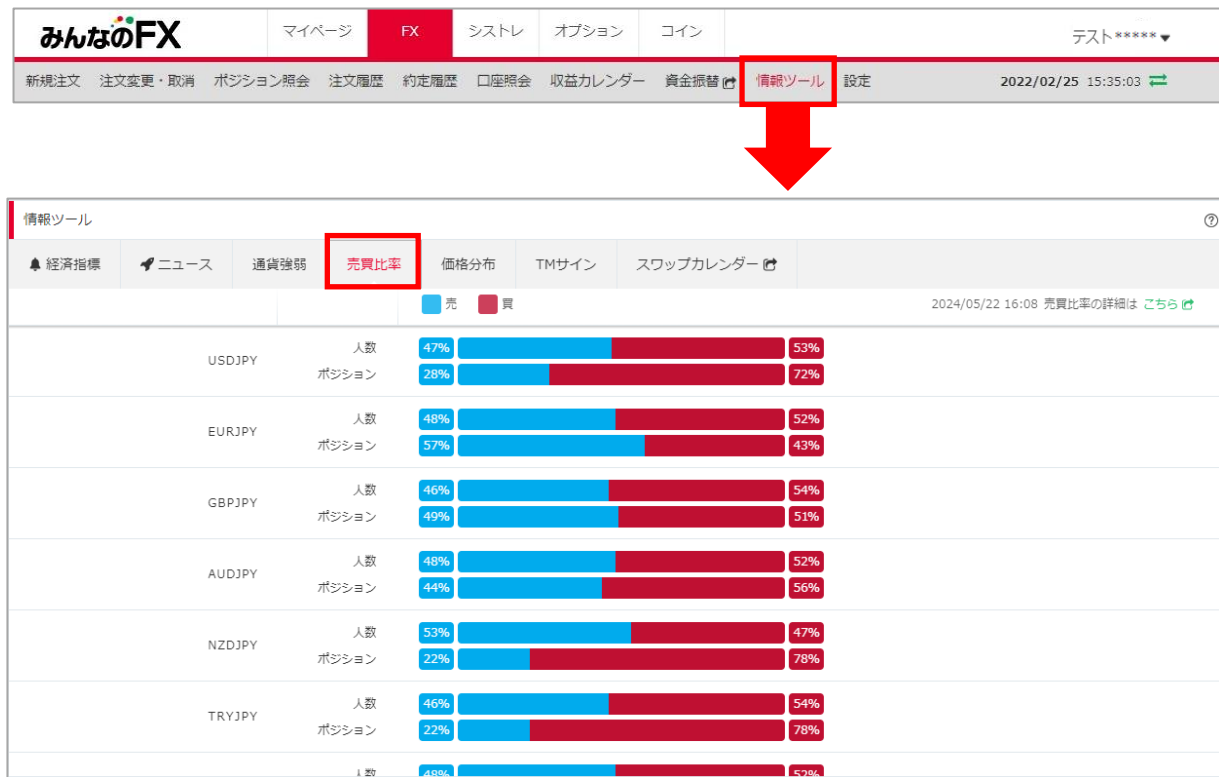 みんなのFX マイページ FX シストレ オプション コイン テスト*****
新規注文 注文変更・取消 ポジション照会 注文履歴 約定履歴 口座照会 収益カレンダー 資金振替 情報ツール 設定 2022/02/25 15:35:03
情報ツール
経済指標 ニュース 通貨強弱 売買比率 価格分布 TMサイン スワップカレンダー
売 買 2024/05/22 16:08 売買比率の詳細は こちら
USDJPY
人数 47% 53%
ポジション 28% 72%
EURJPY
人数 48% 52%
ポジション 57% 43%
GBPJPY
人数 46% 54%
ポジション 49% 51%
AUDJPY
人数 48% 52%
ポジション 44% 56%
NZDJPY
人数 53% 47%
ポジション 22% 78%
TRYJPY
人数 46% 54%
ポジション 22% 78%
人数 48% 52%